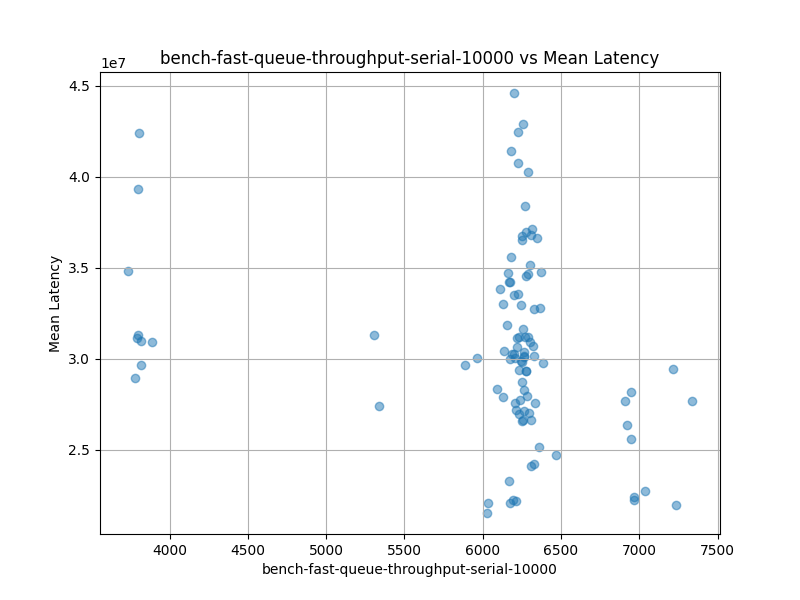 bench-fast-queue-throughput-serial-10000 vs Mean Latency
1e7
4.5
4.0
3.5
3.0
2.5
Mean Latency
4000 4500 5000 5500 6000 6500 7000 7500
bench-fast-queue-throughput-serial-10000